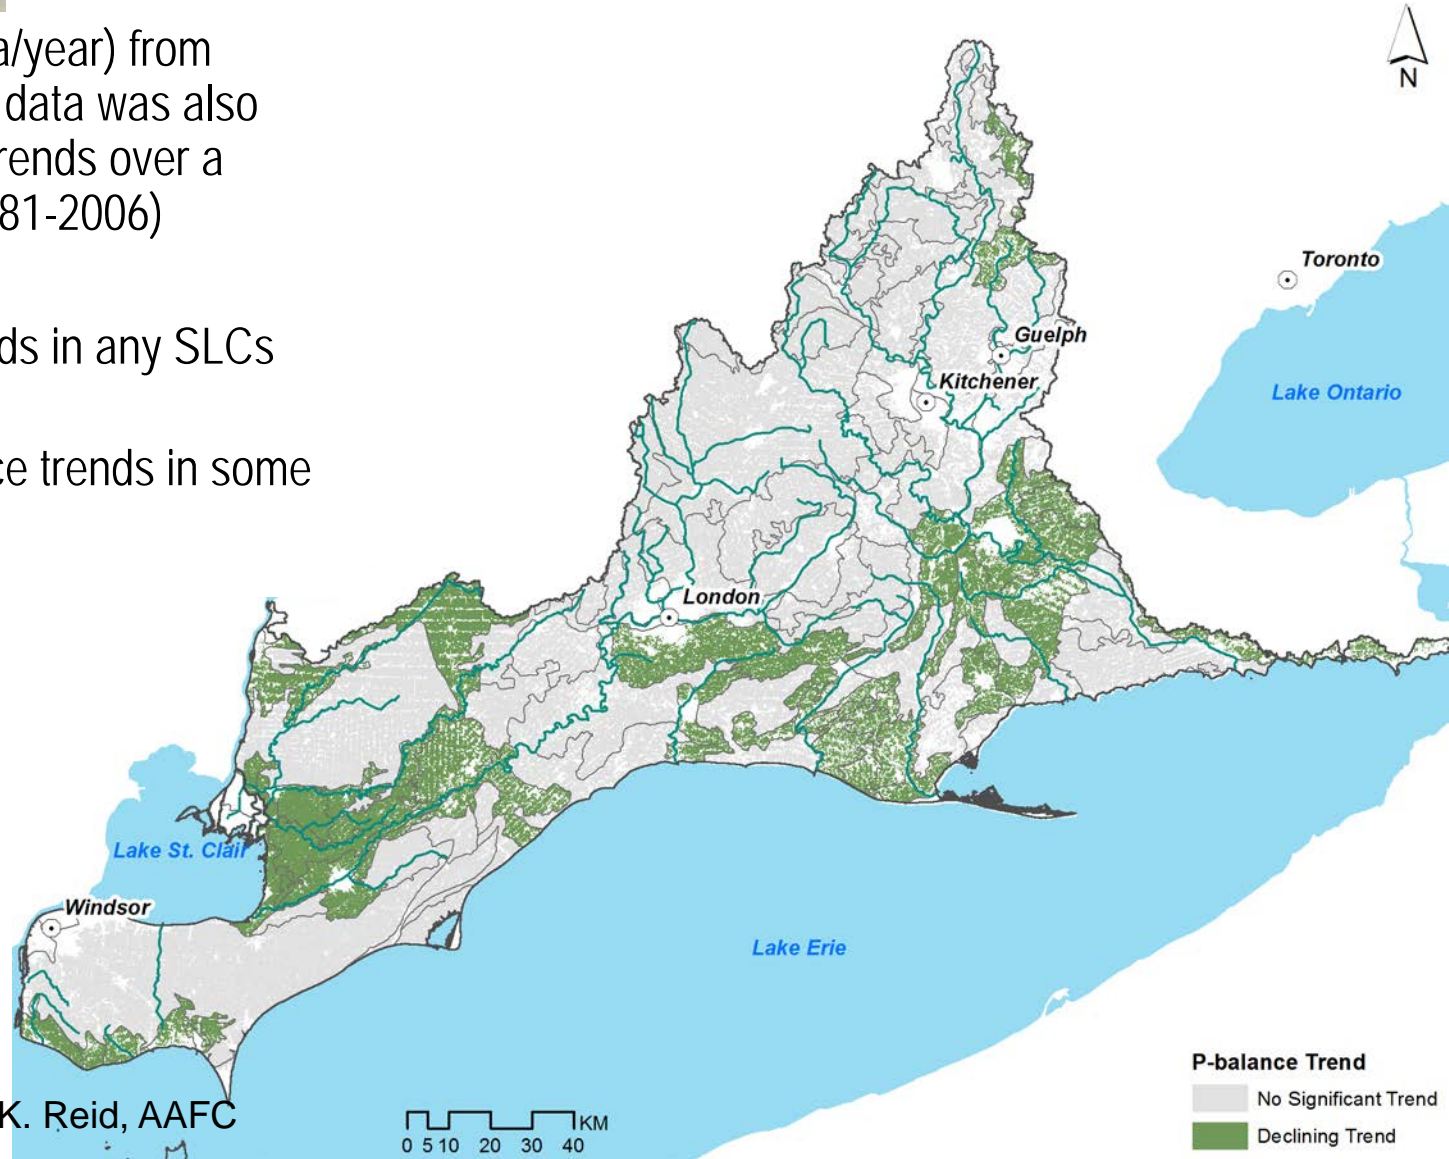 a/year) from
data was also
rends over a
81-2006)
ds in any SLCs
ce trends in some
N
Toronto
Guelph
Kitchener
Lake Ontario
London
Lake St. Clair
Windsor
Lake Erie
K. Reid, AAFC
KM
0 5 10 20 30 40
P-balance Trend
No Significant Trend
Declining Trend